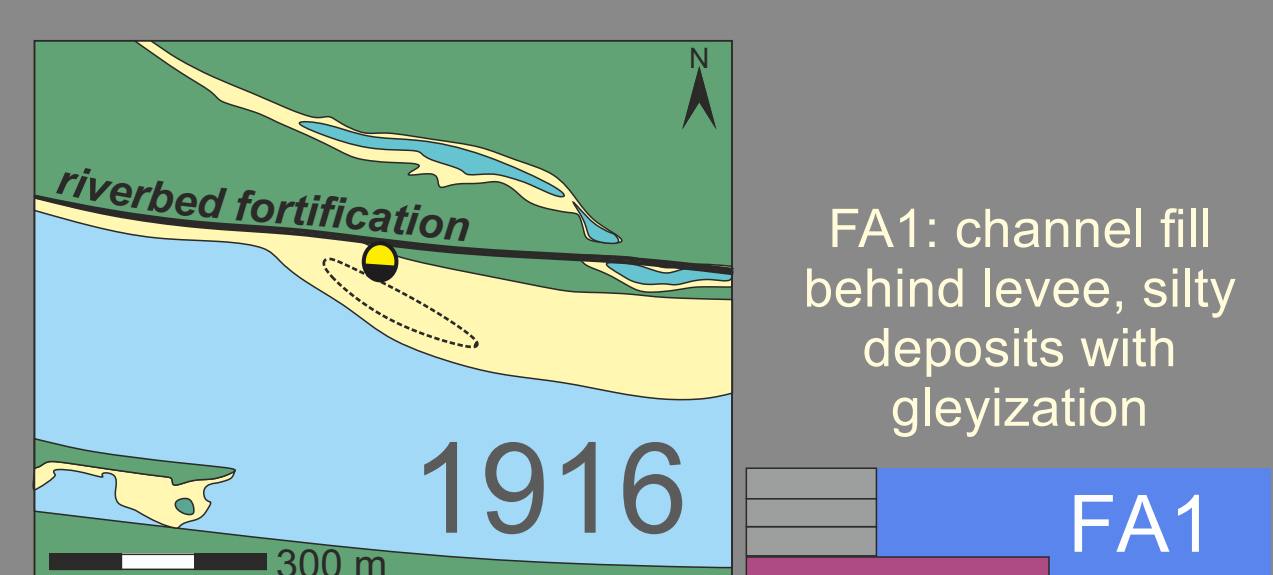 N
riverbed fortification
1916
300 m
FA1: channel fill
behind levee, silty
deposits with
gleyization
FA1